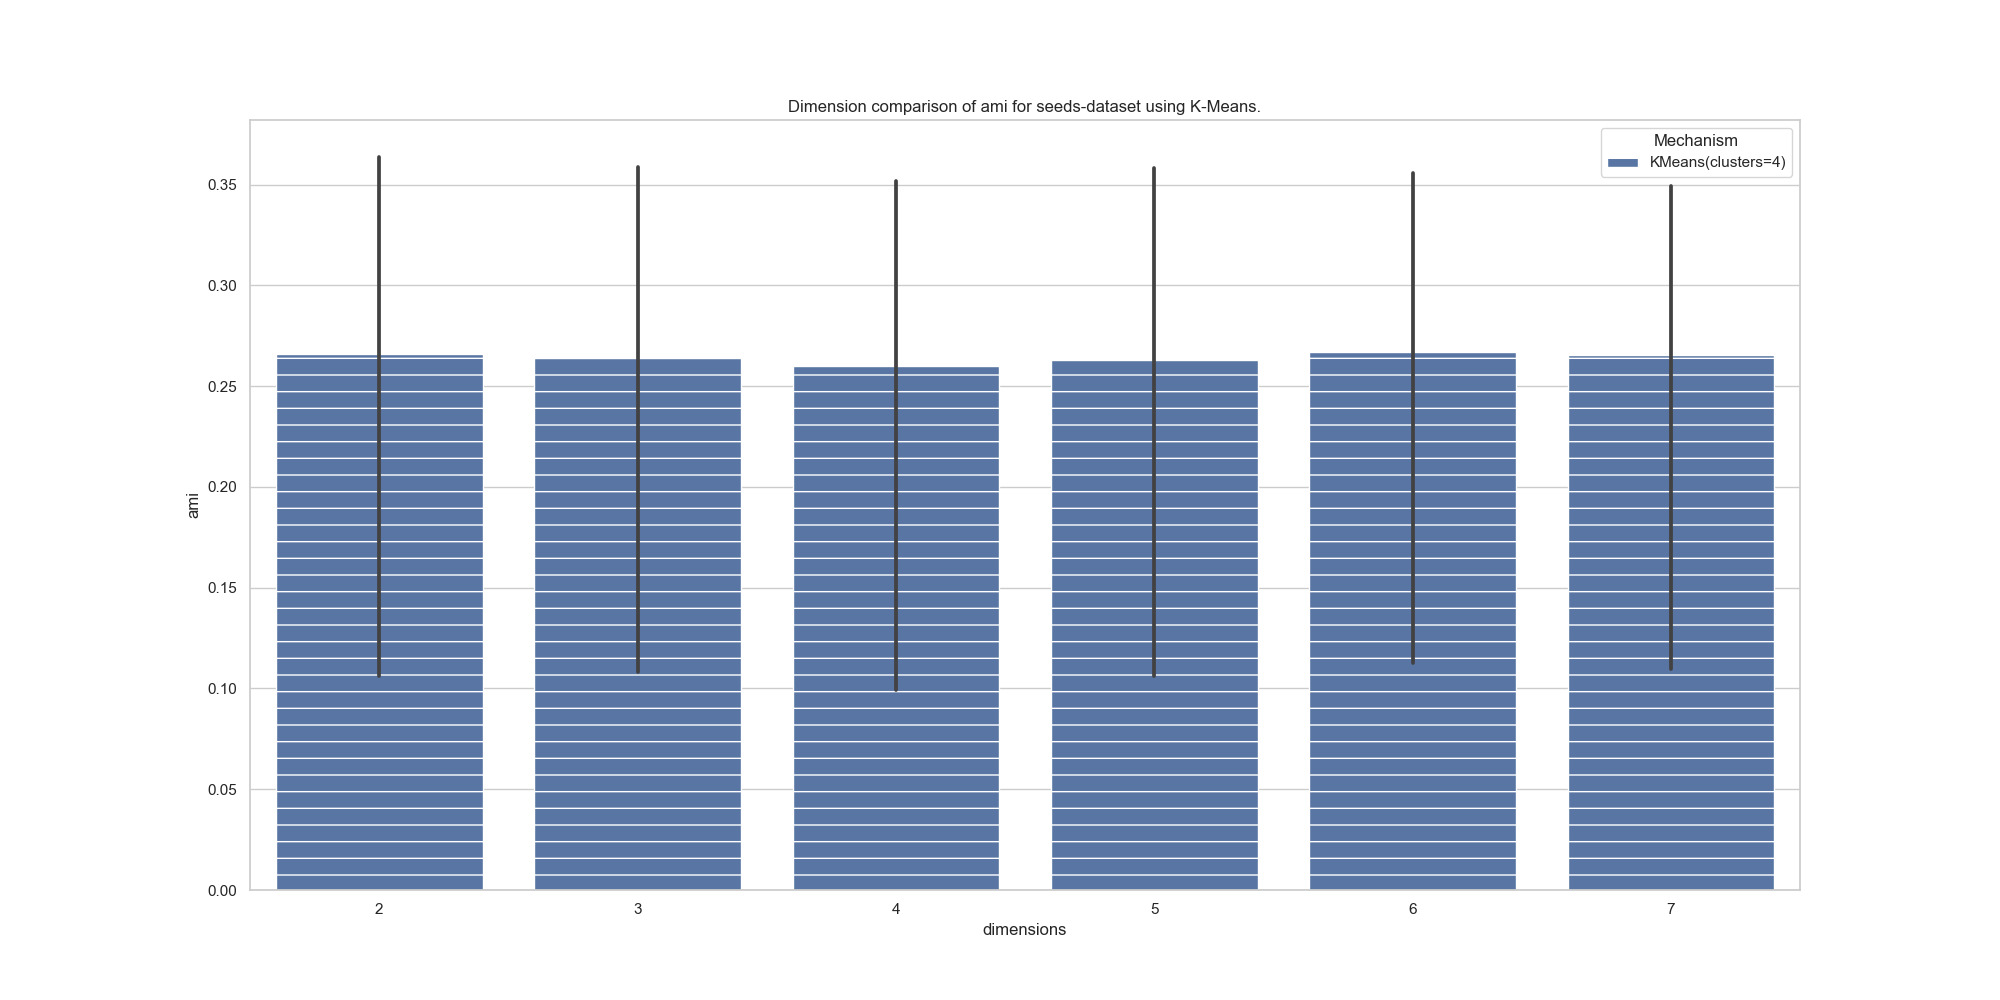 Dimension comparison of ami for seeds-dataset using K-Means.
Mechanism
KMeans(clusters=4)
0.35
0.30
0.25
0.20
0.15
0.10
0.05
0.00
ami
2 3 4 5 6 7
dimensions